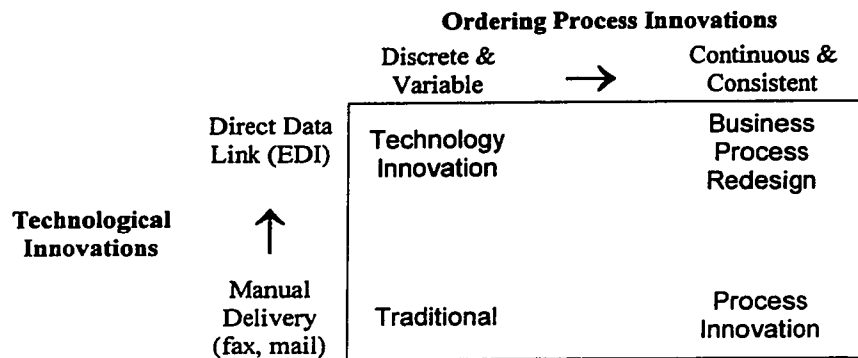 Ordering Process Innovations
Discrete &
Variable
→
Continuous &
Consistent
Direct Data
Link (EDI)
Technology
Innovation
Business
Process
Redesign
Technological
Innovations
↑
Manual
Delivery
(fax, mail)
Traditional
Process
Innovation